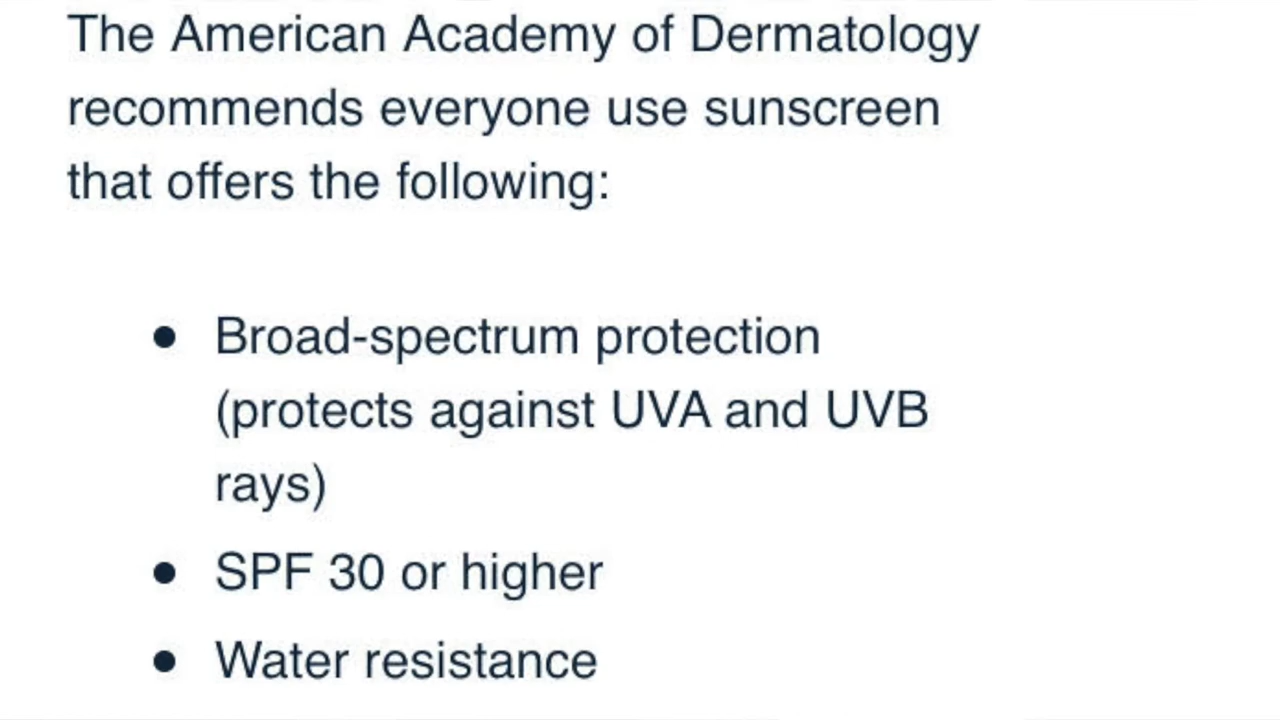 The American Academy of Dermatology
recommends everyone use sunscreen
that offers the following:
● Broad-spectrum protection
(protects against UVA and UVB
rays)
● SPF 30 or higher
● Water resistance